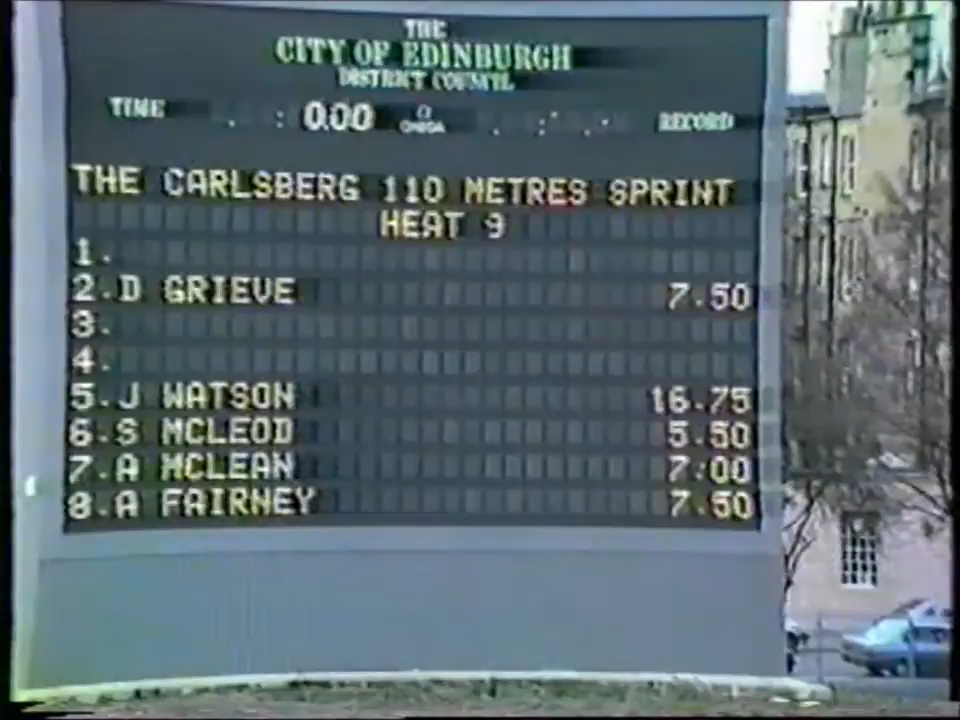 THE
CITY OF EDINBURGH
DISTRICT COUNCIL
TIME : 0.00 Ω OMEGA . : . . RECORD
THE CARLSBERG 110 METRES SPRINT
HEAT 9
1.
2.D GRIEVE 7.50
3.
4.
5.J WATSON 16.75
6.S MCLEOD 5.50
7.A MCLEAN 7:00
8.A FAIRNEY 7.50